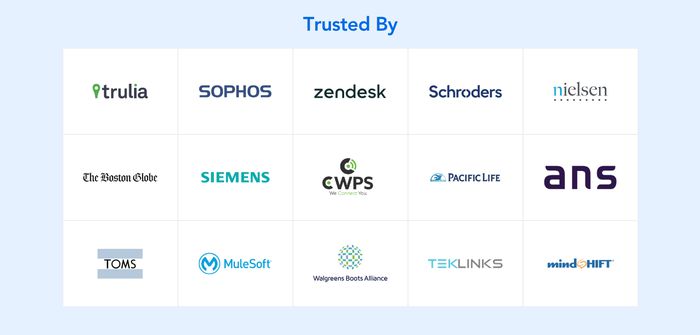 Trusted By
trulia
SOPHOS
zendesk
Schroders
nielsen
The Boston Globe
SIEMENS
CWPS
We Connect You
PACIFIC LIFE
ans
TOMS
MuleSoft
Walgreens Boots Alliance
TEKLINKS
mindSHIFT